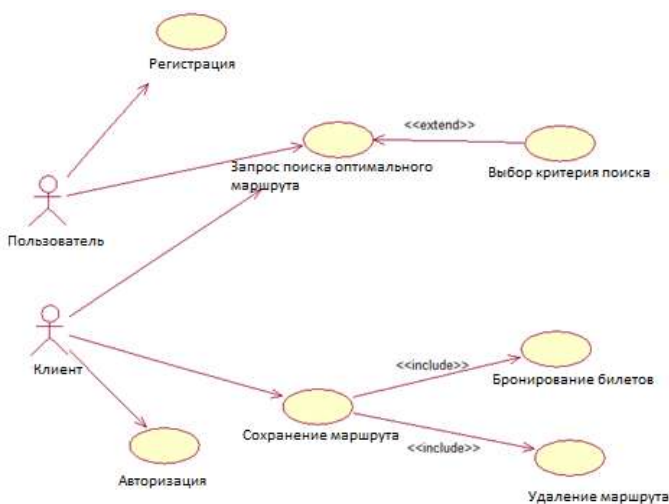 Регистрация
<<extend>>
Запрос поиска оптимального
маршрута
Выбор критерия поиска
Пользователь
Клиент
<<include>>
Бронирование билетов
Сохранение маршрута
<<include>>
Авторизация
Удаление маршрута